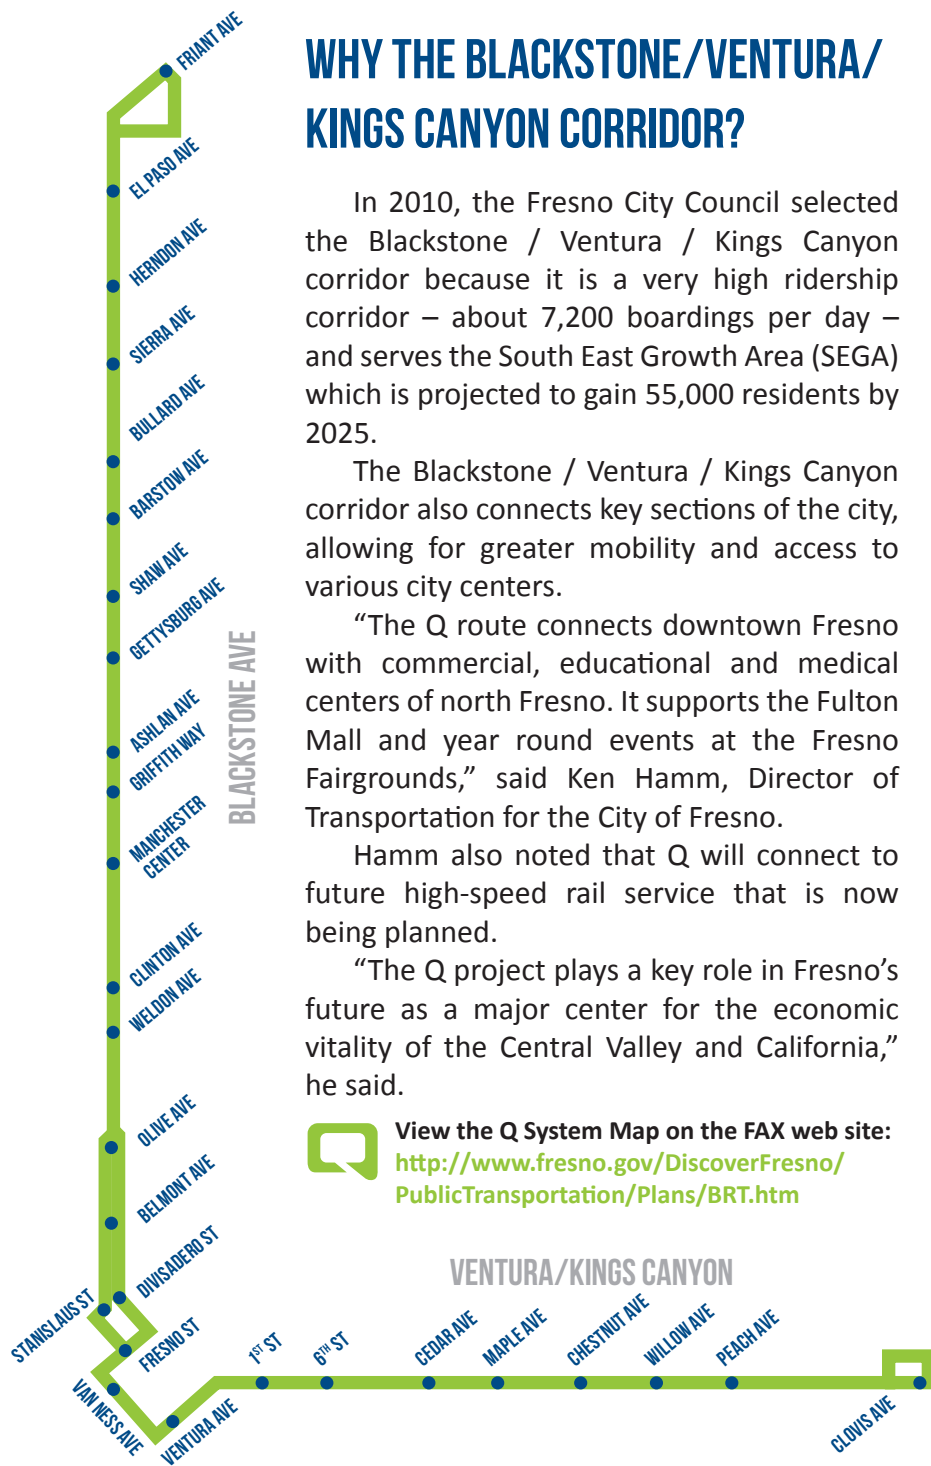 WHY THE BLACKSTONE/VENTURA/
KINGS CANYON CORRIDOR?
In 2010, the Fresno City Council selected
the Blackstone / Ventura / Kings Canyon
corridor because it is a very high ridership
corridor – about 7,200 boardings per day –
and serves the South East Growth Area (SEGA)
which is projected to gain 55,000 residents by
2025.
The Blackstone / Ventura / Kings Canyon
corridor also connects key sections of the city,
allowing for greater mobility and access to
various city centers.
“The Q route connects downtown Fresno
with commercial, educational and medical
centers of north Fresno. It supports the Fulton
Mall and year round events at the Fresno
Fairgrounds,” said Ken Hamm, Director of
Transportation for the City of Fresno.
Hamm also noted that Q will connect to
future high-speed rail service that is now
being planned.
“The Q project plays a key role in Fresno’s
future as a major center for the economic
vitality of the Central Valley and California,”
he said.
View the Q System Map on the FAX web site:
http://www.fresno.gov/DiscoverFresno/
PublicTransportation/Plans/BRT.htm
FRIANT AVE
EL PASO AVE
HERNDON AVE
SIERRA AVE
BULLARD AVE
BARSTOW AVE
SHAW AVE
GETTYSBURG AVE
BLACKSTONE AVE
ASHLAN AVE
GRIFFITH WAY
MANCHESTER
CENTER
CLINTON AVE
WELDON AVE
OLIVE AVE
BELMONT AVE
DIVISADERO ST
STANISLAUS ST
FRESNO ST
VAN NESS AVE
VENTURA AVE
VENTURA/KINGS CANYON
1ST ST
6TH ST
CEDAR AVE
MAPLE AVE
CHESTNUT AVE
WILLOW AVE
PEACH AVE
CLOVIS AVE